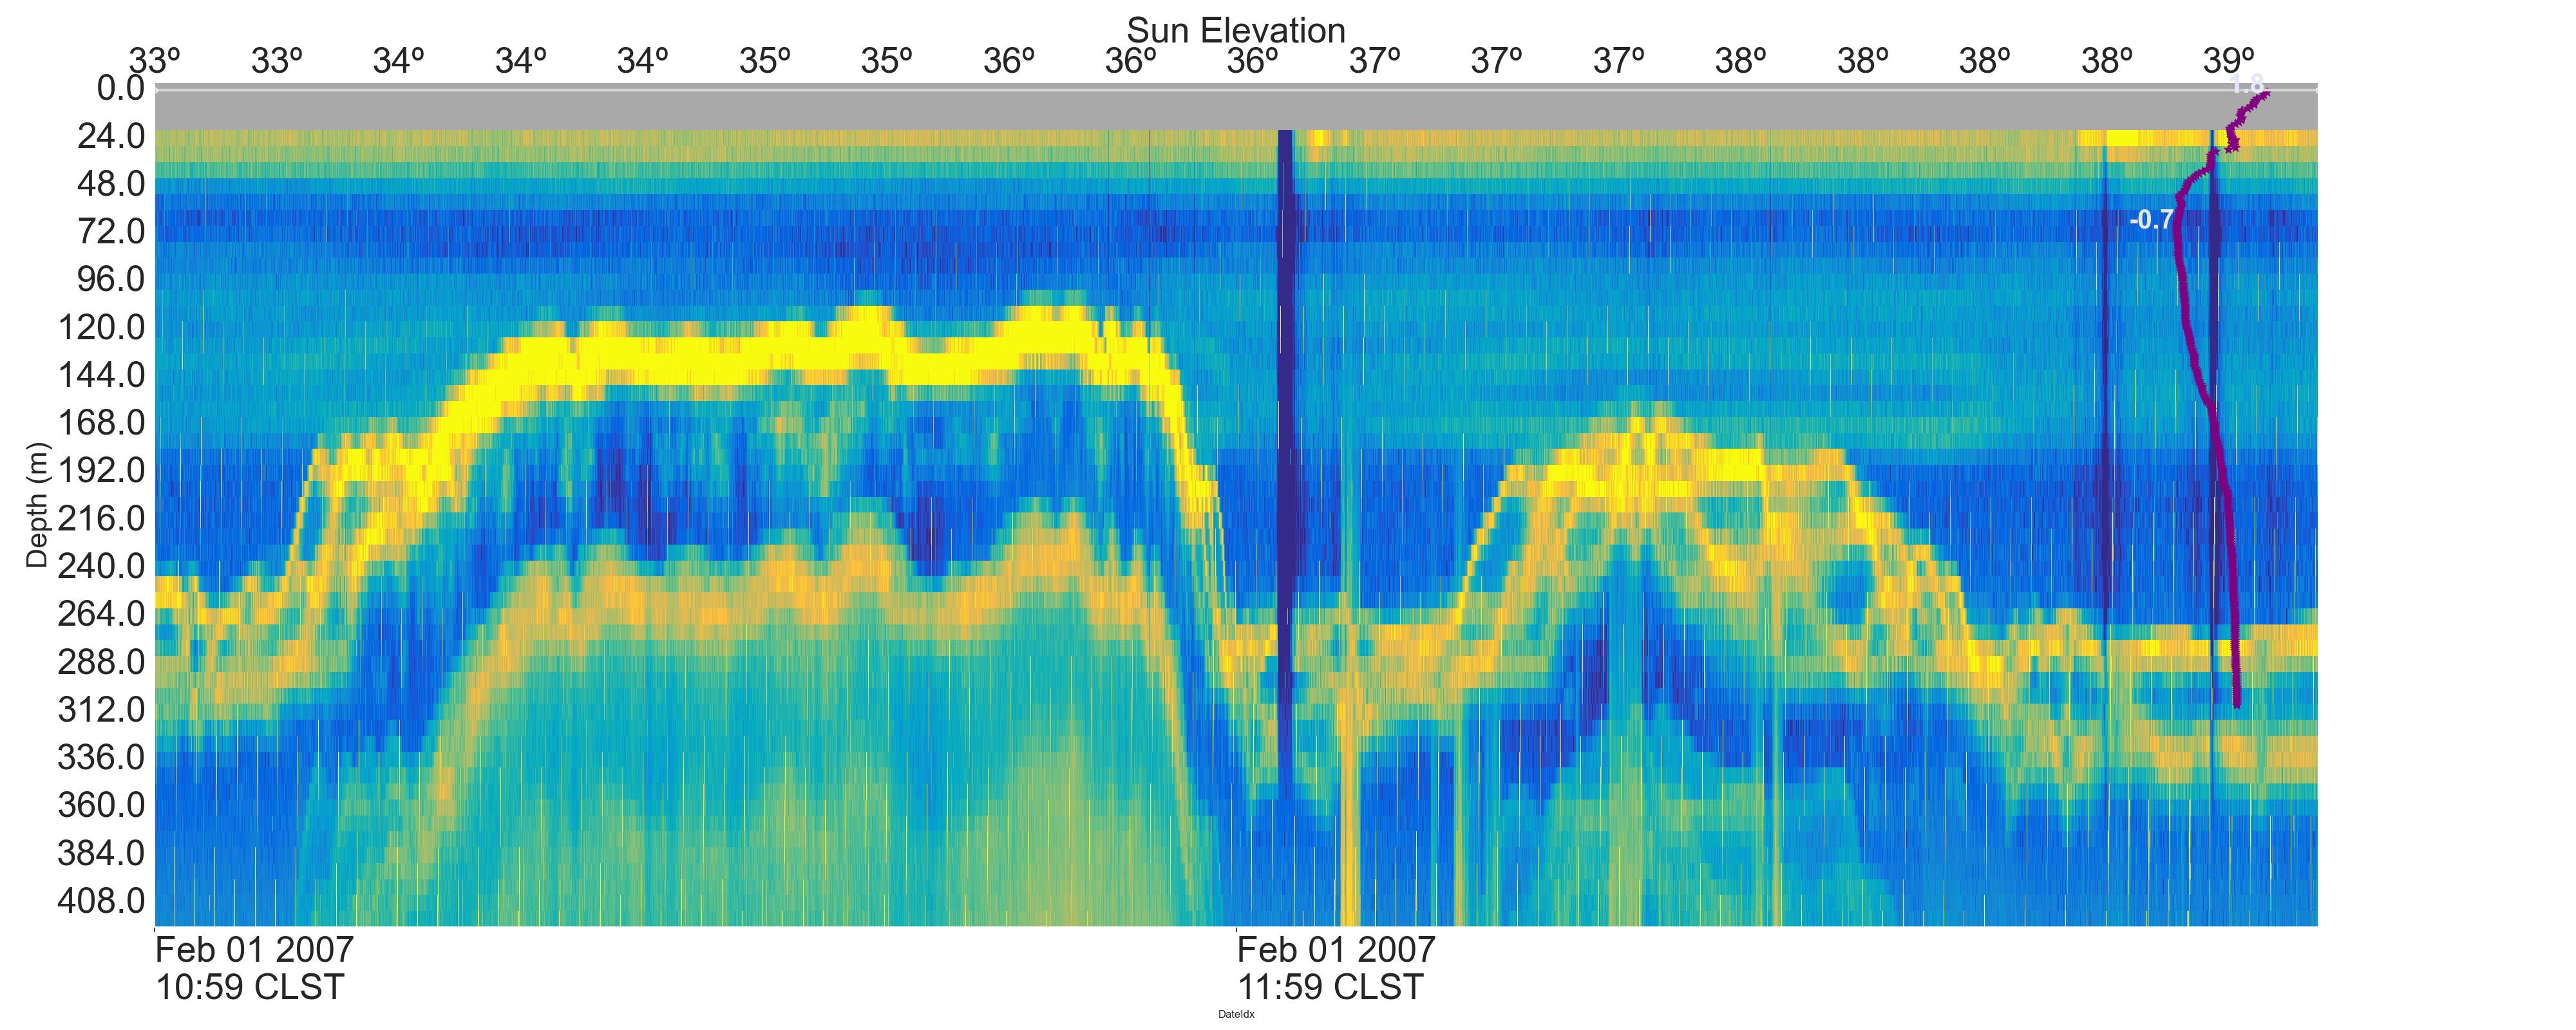 Sun Elevation
33º 33º 34º 34º 34º 35º 35º 36º 36º 36º 37º 37º 37º 38º 38º 38º 38º 39º
0.0
1.8
24.0
48.0
-0.7
72.0
96.0
120.0
144.0
168.0
192.0
216.0
240.0
264.0
288.0
312.0
336.0
360.0
384.0
408.0
Depth (m)
Feb 01 2007
10:59 CLST
Feb 01 2007
11:59 CLST
DateIdx